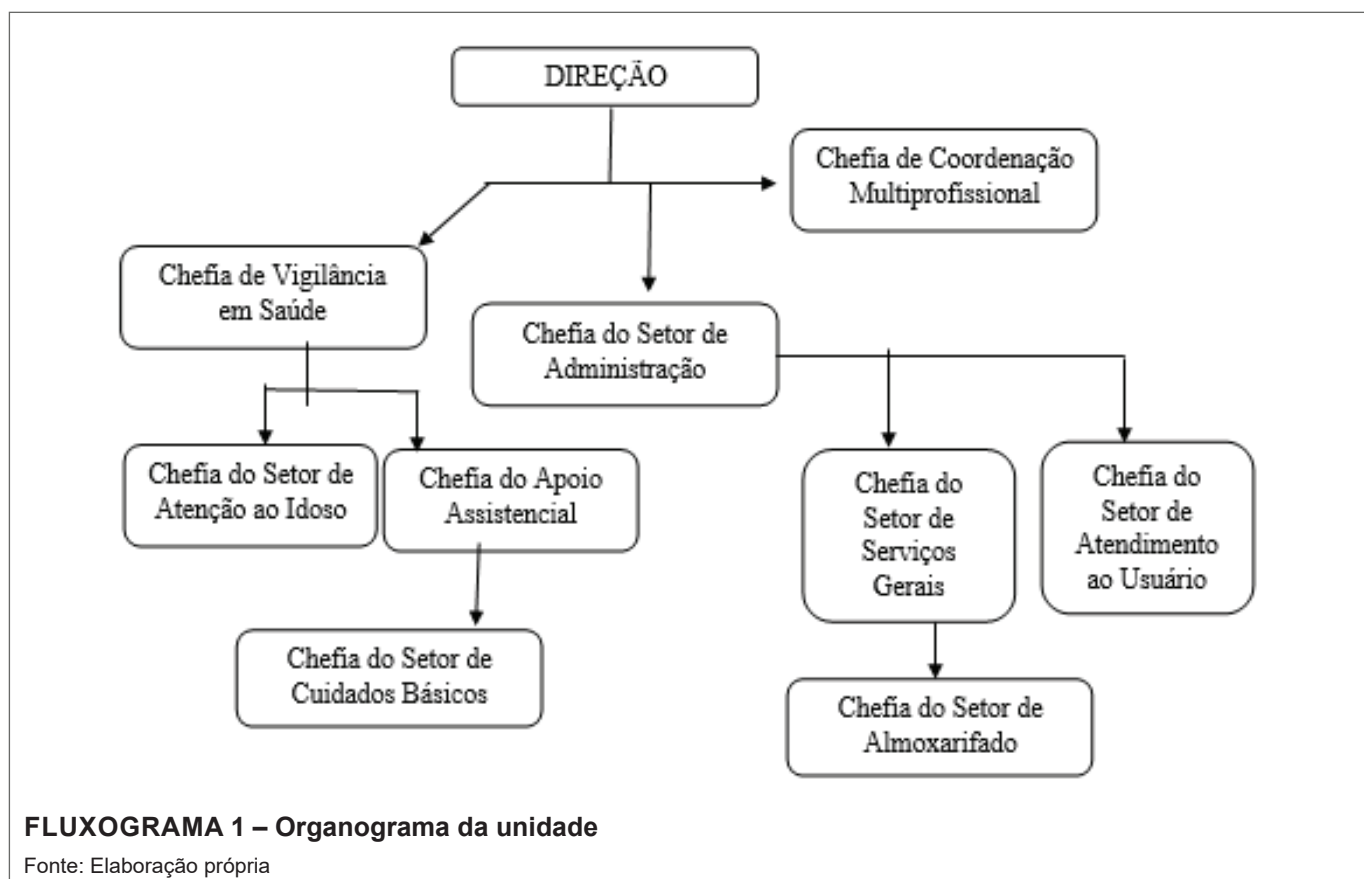 DIREÇÃO
Chefia de Coordenação
Multiprofissional
Chefia de Vigilância
em Saúde
Chefia do Setor de
Administração
Chefia do Setor de
Atenção ao Idoso
Chefia do Apoio
Assistencial
Chefia do
Setor de
Serviços
Gerais
Chefia do
Setor de
Atendimento
ao Usuário
Chefia do Setor de
Cuidados Básicos
Chefia do Setor de
Almoxarifado
FLUXOGRAMA 1 – Organograma da unidade
Fonte: Elaboração própria